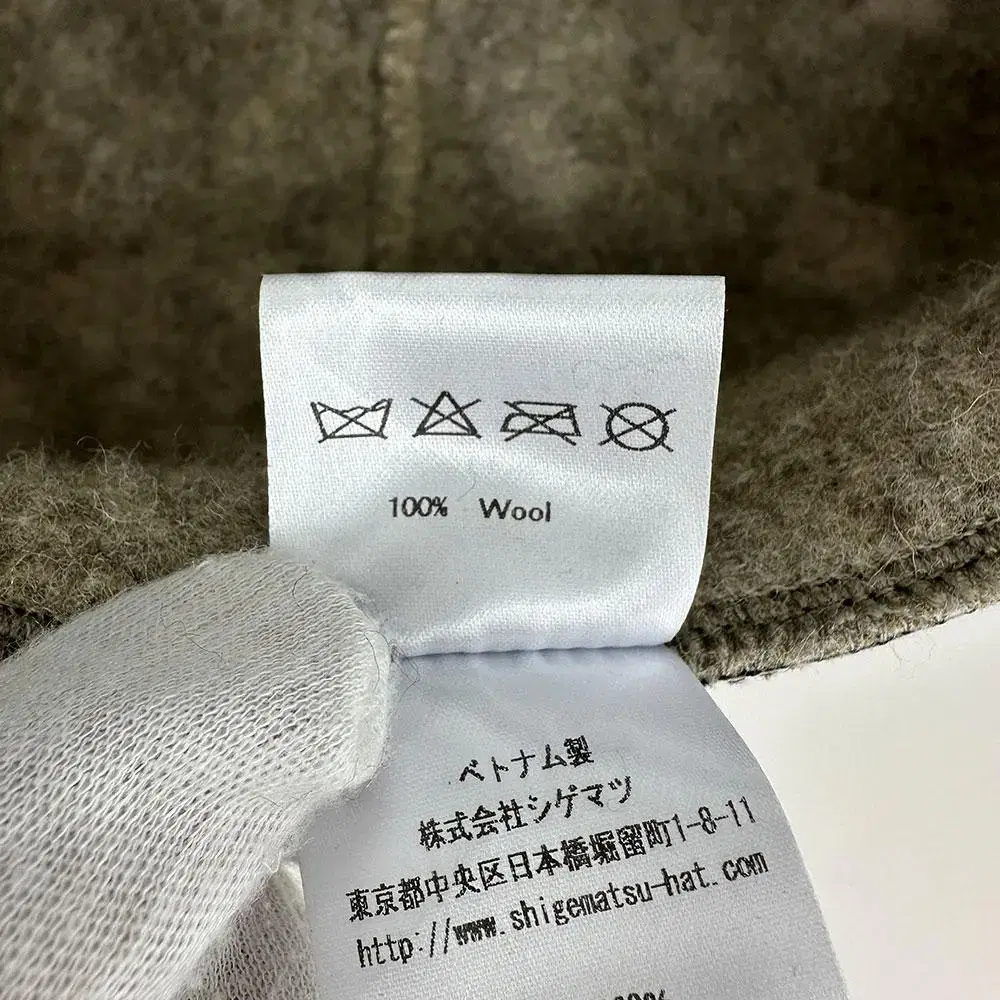 100% Wool
ベトナム製
株式会社シゲマツ
東京都中央区日本橋堀留町1-8-11
http://www.shigematsu-hat.com